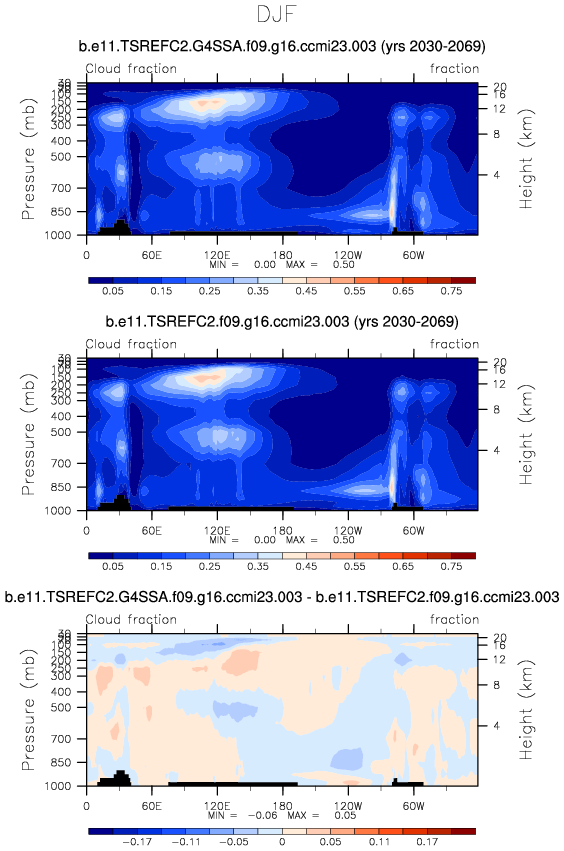 DJF
b.e11.TSREFC2.G4SSA.f09.g16.ccmi23.003 (yrs 2030-2069)
Cloud fraction fraction
Pressure (mb)
30
100
150
200
250
300
400
500
700
850
1000
20
16
12
8
4
Height (km)
0 60E 120E 180 120W 60W
MIN = 0.00 MAX = 0.50
0.05 0.15 0.25 0.35 0.45 0.55 0.65 0.75
b.e11.TSREFC2.f09.g16.ccmi23.003 (yrs 2030-2069)
Cloud fraction fraction
Pressure (mb)
30
100
150
200
250
300
400
500
700
850
1000
20
16
12
8
4
Height (km)
0 60E 120E 180 120W 60W
MIN = 0.00 MAX = 0.50
0.05 0.15 0.25 0.35 0.45 0.55 0.65 0.75
b.e11.TSREFC2.G4SSA.f09.g16.ccmi23.003 - b.e11.TSREFC2.f09.g16.ccmi23.003
Cloud fraction fraction
Pressure (mb)
30
100
150
200
250
300
400
500
700
850
1000
20
16
12
8
4
Height (km)
0 60E 120E 180 120W 60W
MIN = -0.06 MAX = 0.05
-0.17 -0.11 -0.05 0 0.05 0.11 0.17